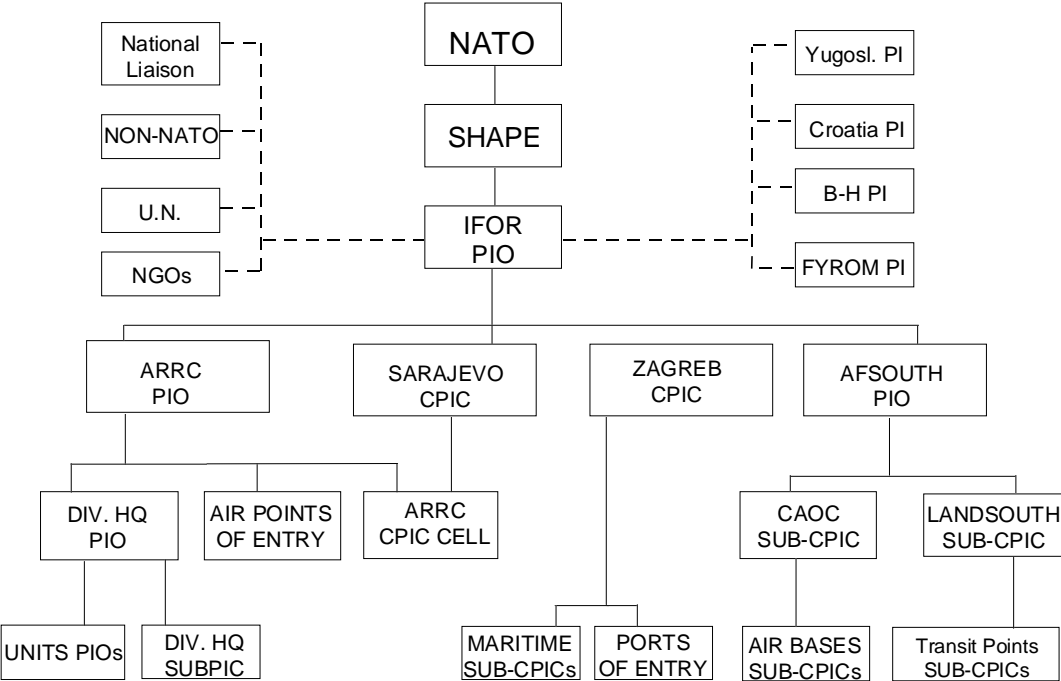 NATO
National
Liaison
Yugosl. PI
SHAPE
NON-NATO
Croatia PI
U.N.
B-H PI
IFOR
PIO
NGOs
FYROM PI
ARRC
PIO
SARAJEVO
CPIC
ZAGREB
CPIC
AFSOUTH
PIO
DIV. HQ
PIO
AIR POINTS
OF ENTRY
ARRC
CPIC CELL
CAOC
SUB-CPIC
LANDSOUTH
SUB-CPIC
UNITS PIOs
DIV. HQ
SUBPIC
MARITIME
SUB-CPICs
PORTS
OF ENTRY
AIR BASES
SUB-CPICs
Transit Points
SUB-CPICs